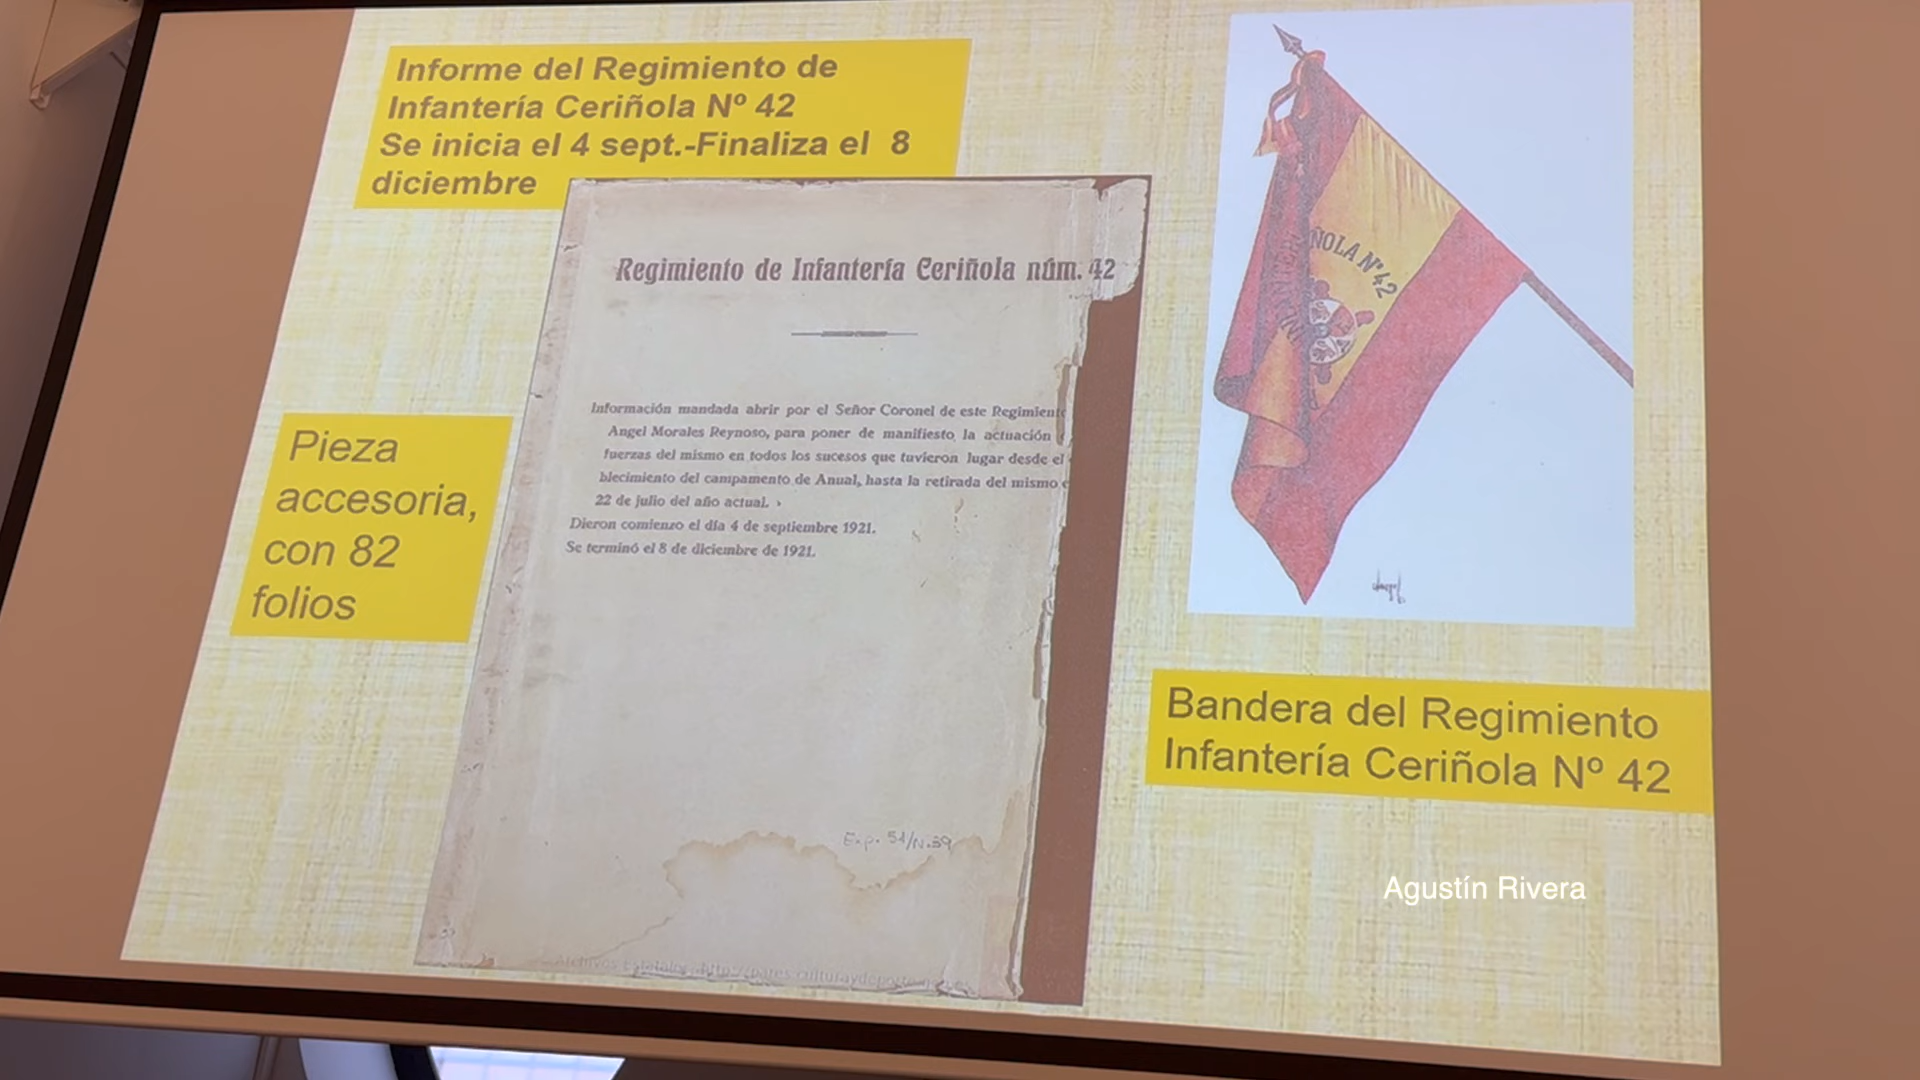 Informe del Regimiento de
Infantería Ceriñola Nº 42
Se inicia el 4 sept.-Finaliza el 8
diciembre
Regimiento de Infantería Ceriñola núm. 42
Información mandada abrir por el Señor Coronel de este Regimiento
Angel Morales Reynoso, para poner de manifiesto la actuación
fuerzas del mismo en todos los sucesos que tuvieron lugar desde el
blecimiento del campamento de Anual, hasta la retirada del mismo
22 de julio del año actual.
Dieron comienzo el día 4 de septiembre 1921.
Se terminó el 8 de diciembre de 1921.
Exp. 51/N.39
Pieza
accesoria,
con 82
folios
ÑOLA Nº 42
Bandera del Regimiento
Infantería Ceriñola Nº 42
Agustín Rivera